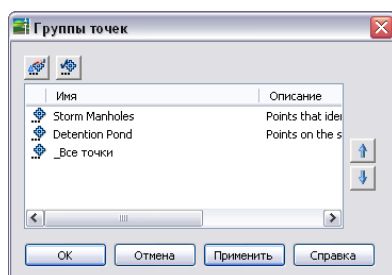 Группы точек
Имя Описание
Storm Manholes Points that ider
Detention Pond Points on the s
_Все точки
ОК Отмена Применить Справка